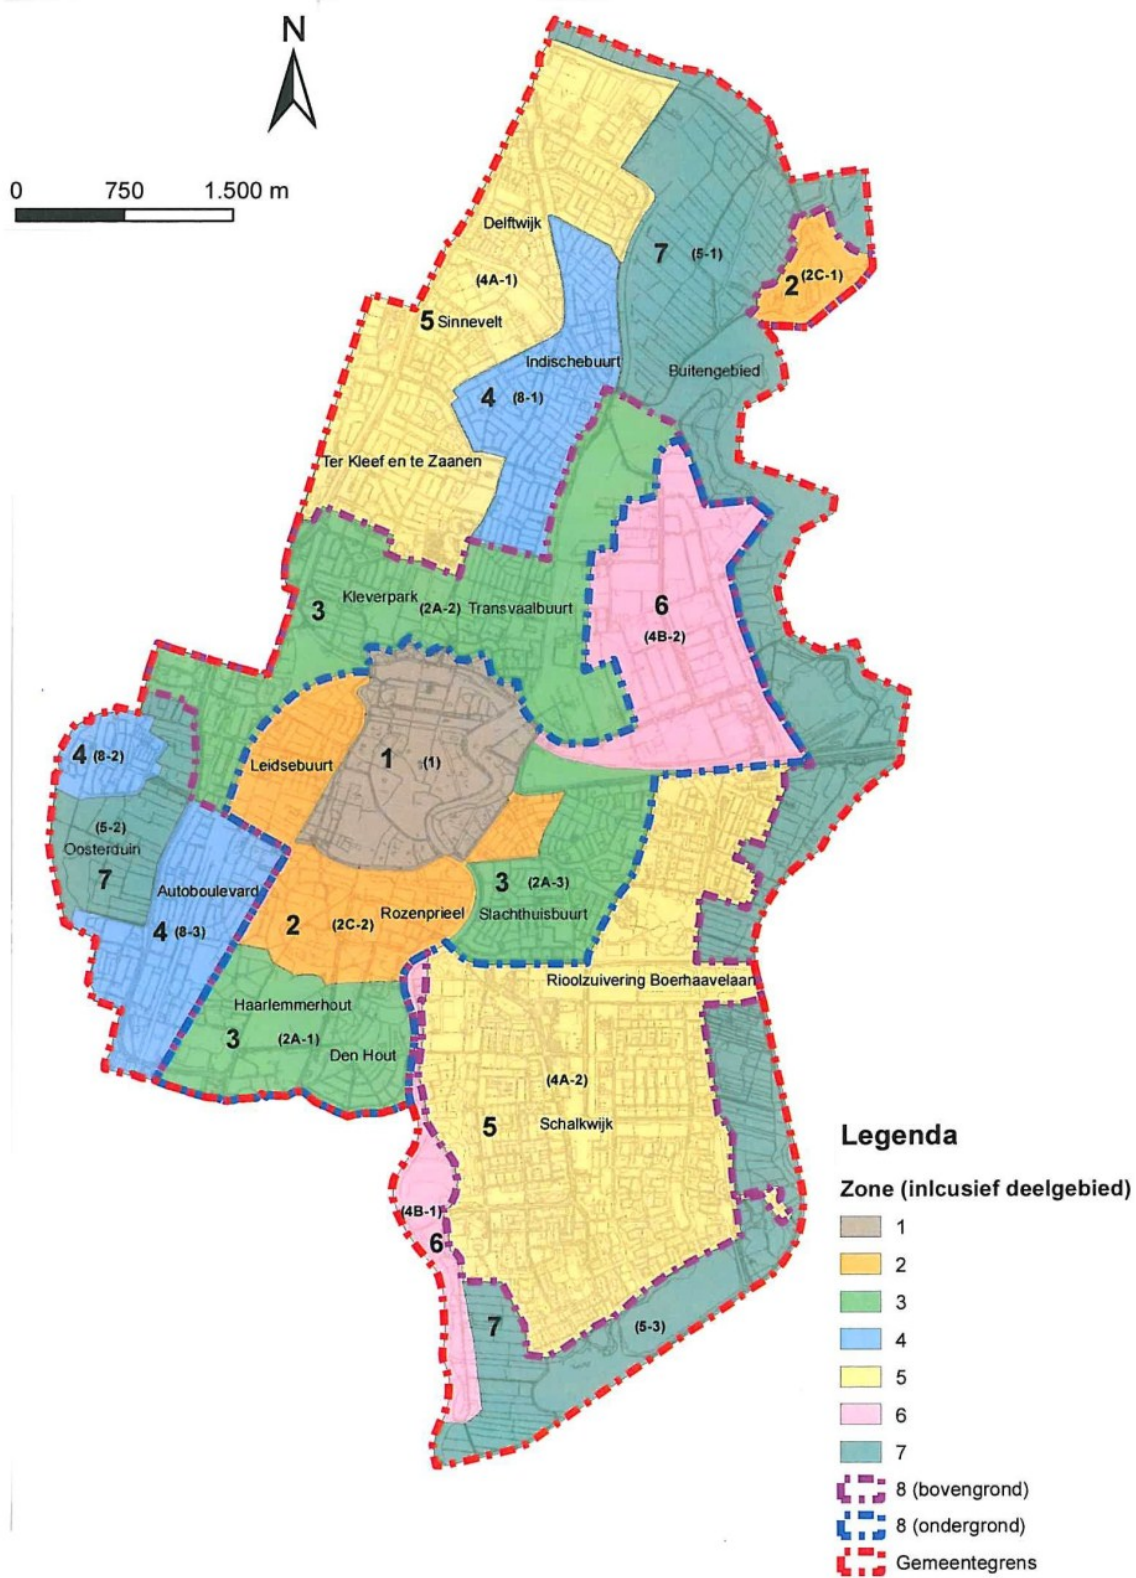 N
0 750 1.500 m
Delftwijk
7 (5-1)
(4A-1)
2 (2C-1)
5 Sinnevelt
Indischebuurt
Buitengebied
4 (8-1)
Ter Kleef en te Zaanen
3 Kleverpark (2A-2) Transvaalbuurt
6
(4B-2)
4 (8-2)
Leidsebuurt
1 (1)
(5-2)
Oosterduin
7
Autoboulevard
4 (8-3)
2 (2C-2) Rozenprieel
3 (2A-3)
Slachthuisbuurt
Rioolzuivering Boerhaavelaan
Haarlemmerhout
3 (2A-1)
Den Hout
(4A-2)
5 Schalkwijk
(4B-1)
6
7
(5-3)
Legenda
Zone (inlcusief deelgebied)
1
2
3
4
5
6
7
8 (bovengrond)
8 (ondergrond)
Gemeentegrens